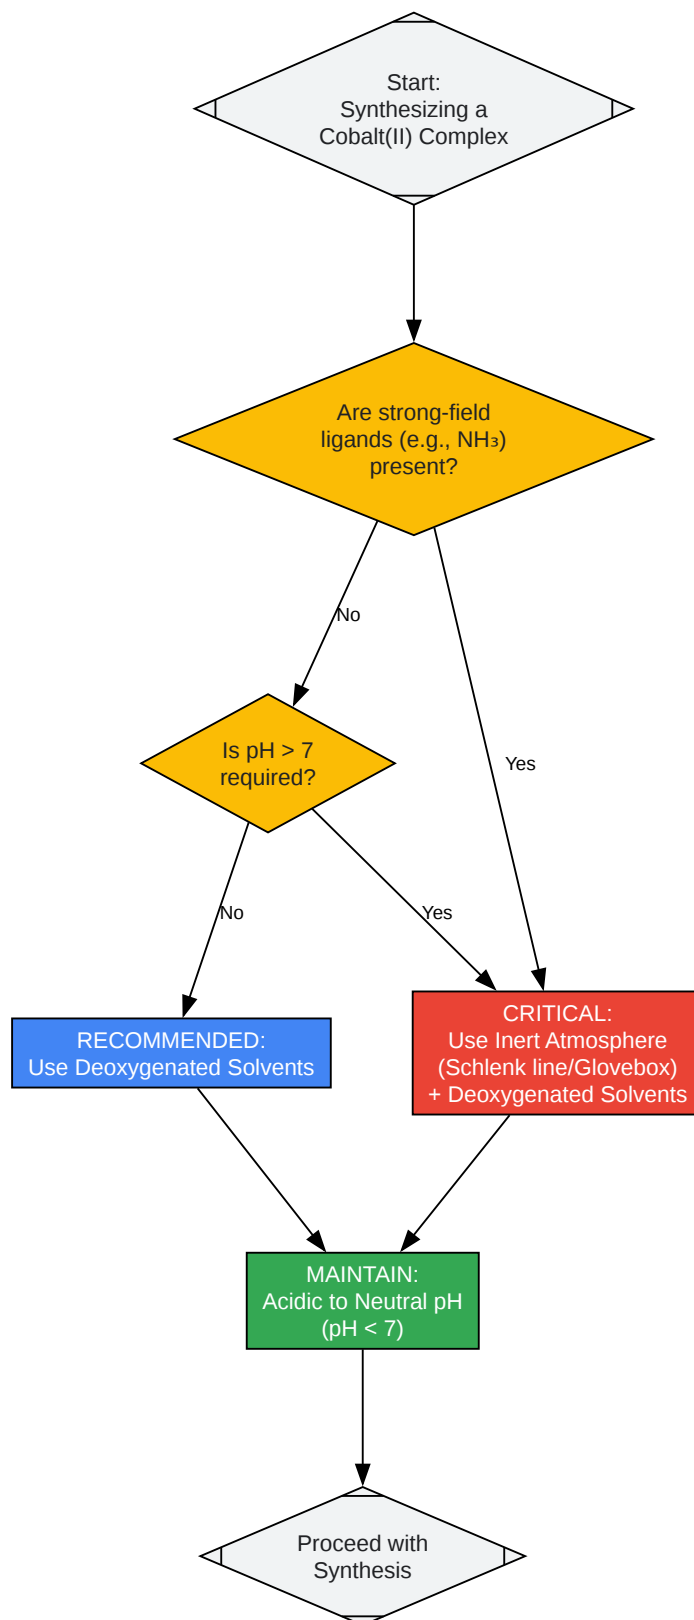 Start:
Synthesizing a
Cobalt(II) Complex
Are strong-field
ligands (e.g., NH₃)
present?
No
Yes
Is pH > 7
required?
No
Yes
RECOMMENDED:
Use Deoxygenated Solvents
CRITICAL:
Use Inert Atmosphere
(Schlenk line/Glovebox)
+ Deoxygenated Solvents
MAINTAIN:
Acidic to Neutral pH
(pH < 7)
Proceed with
Synthesis